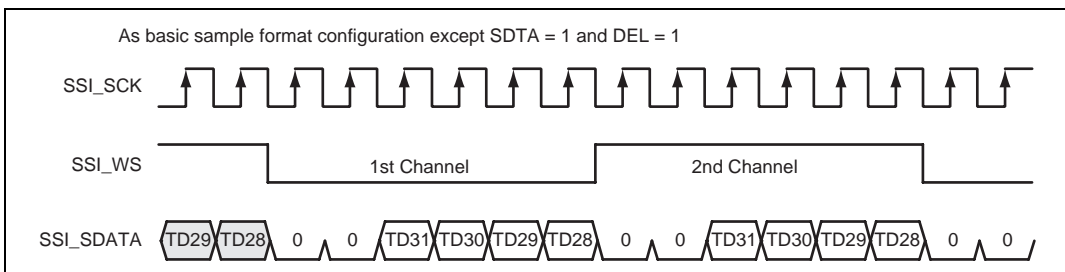 As basic sample format configuration except SDTA = 1 and DEL = 1
SSI_SCK
SSI_WS 1st Channel 2nd Channel
SSI_SDATA TD29 TD28 0 0 TD31 TD30 TD29 TD28 0 0 TD31 TD30 TD29 TD28 0 0